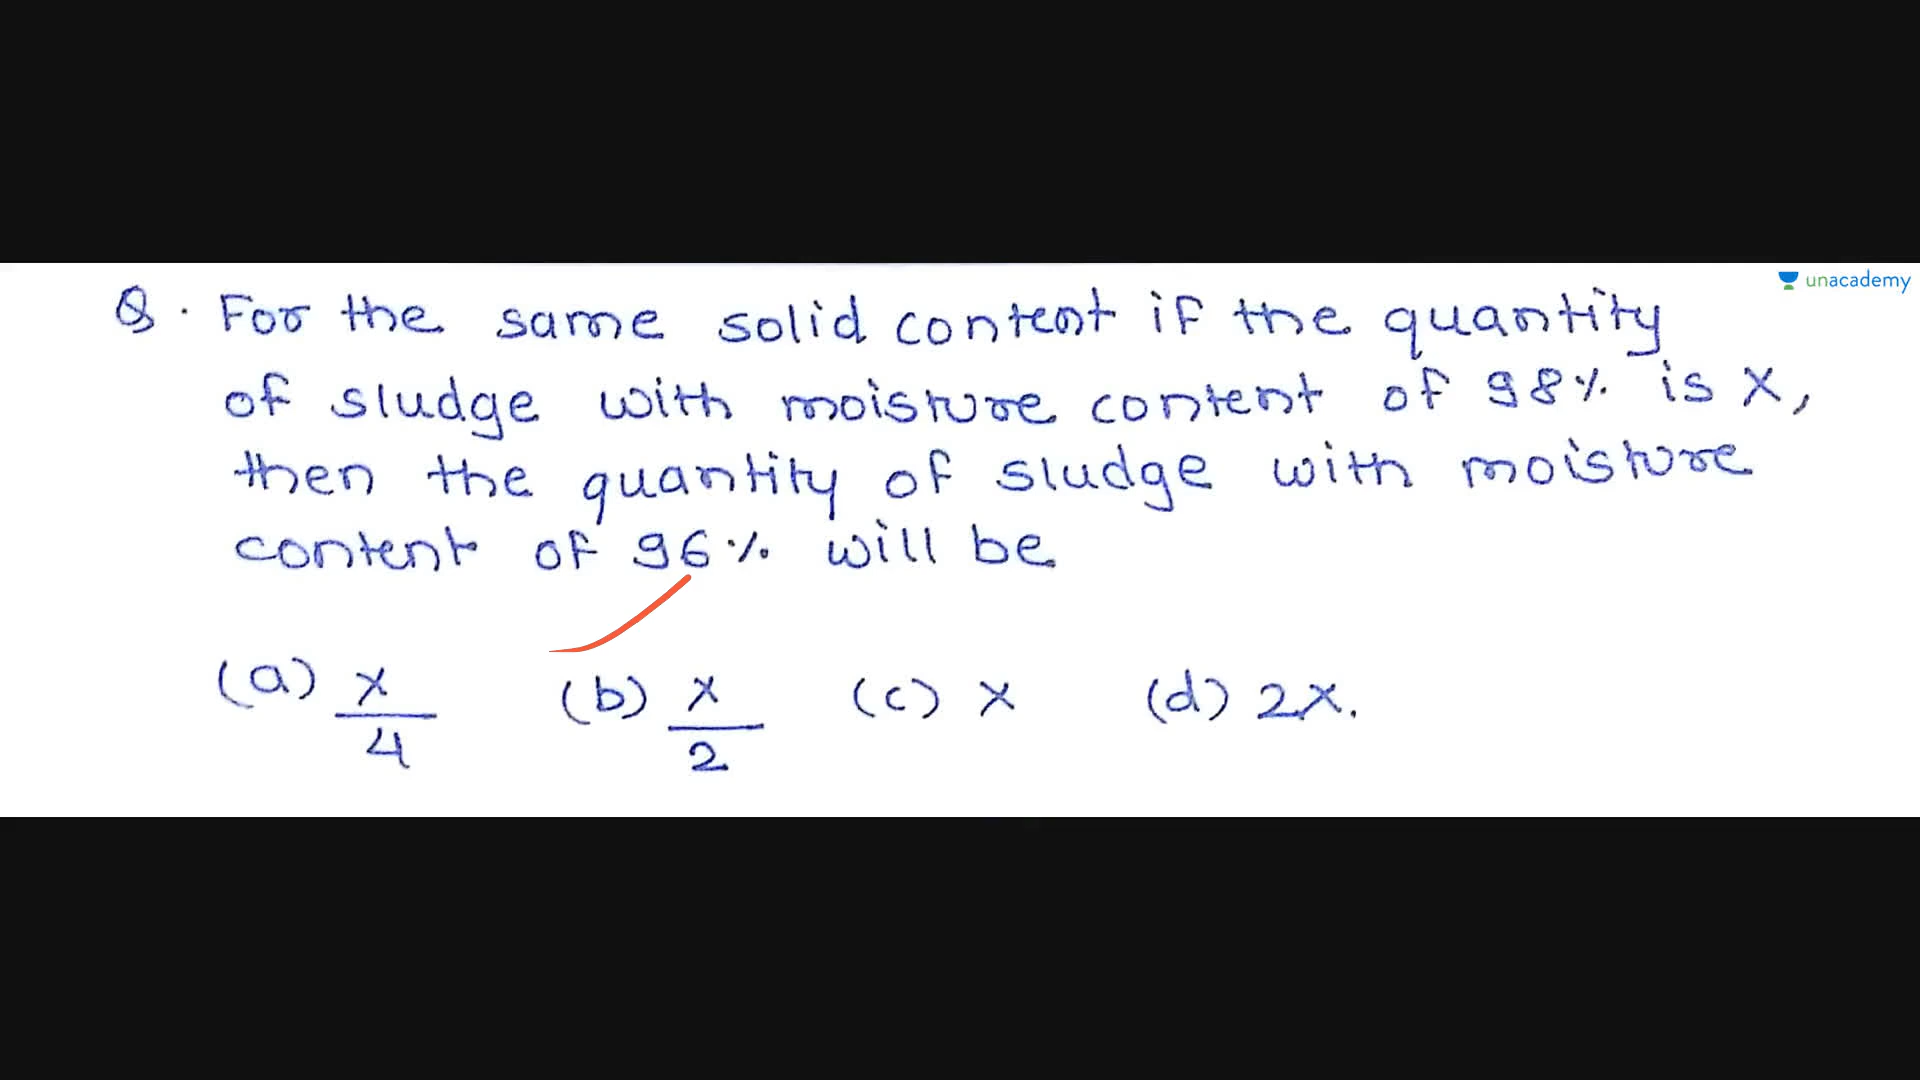 unacademy
Q. For the same solid content if the quantity
of sludge with moisture content of 98% is X,
then the quantity of sludge with moisture
content of 96% will be
(a) x/4 (b) x/2 (c) x (d) 2x.